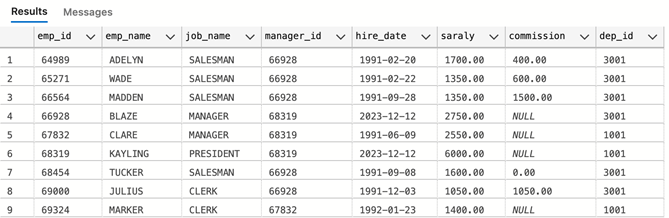 Results Messages
emp_id emp_name job_name manager_id hire_date saraly commission dep_id
1 64989 ADELYN SALESMAN 66928 1991-02-20 1700.00 400.00 3001
2 65271 WADE SALESMAN 66928 1991-02-22 1350.00 600.00 3001
3 66564 MADDEN SALESMAN 66928 1991-09-28 1350.00 1500.00 3001
4 66928 BLAZE MANAGER 68319 2023-12-12 2750.00 NULL 3001
5 67832 CLARE MANAGER 68319 1991-06-09 2550.00 NULL 1001
6 68319 KAYLING PRESIDENT 68319 2023-12-12 6000.00 NULL 1001
7 68454 TUCKER SALESMAN 66928 1991-09-08 1600.00 0.00 3001
8 69000 JULIUS CLERK 66928 1991-12-03 1050.00 1050.00 3001
9 69324 MARKER CLERK 67832 1992-01-23 1400.00 NULL 1001